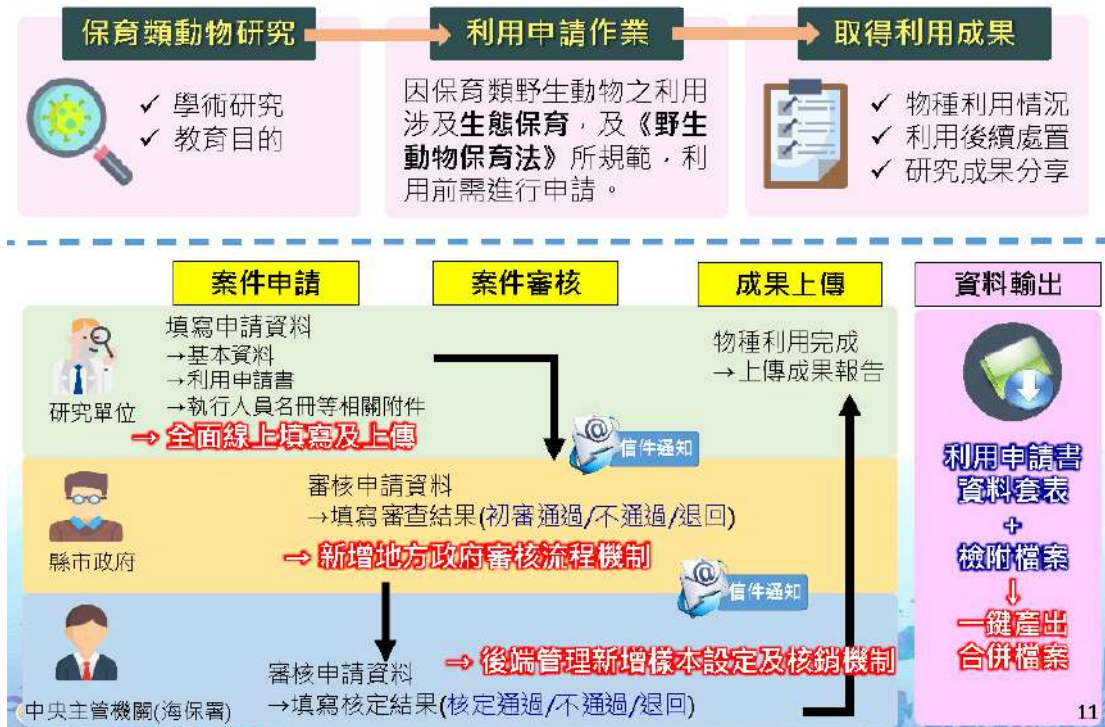 保育類動物研究
利用申請作業
取得利用成果
✓ 學術研究
✓ 教育目的
因保育類野生動物之利用
涉及生態保育，及《野生
動物保育法》所規範，利
用前需進行申請。
✓ 物種利用情況
✓ 利用後續處置
✓ 研究成果分享
案件申請
案件審核
成果上傳
資料輸出
研究單位
填寫申請資料
→基本資料
→利用申請書
→執行人員名冊等相關附件
→ 全面線上填寫及上傳
物種利用完成
→上傳成果報告
@信件通知
縣市政府
審核申請資料
→填寫審查結果(初審通過/不通過/退回)
→ 新增地方政府審核流程機制
@信件通知
中央主管機關(海保署)
→ 後端管理新增樣本設定及核銷機制
審核申請資料
→填寫核定結果(核定通過/不通過/退回)
利用申請書
資料套表
+
檢附檔案
↓
一鍵產出
合併檔案
11